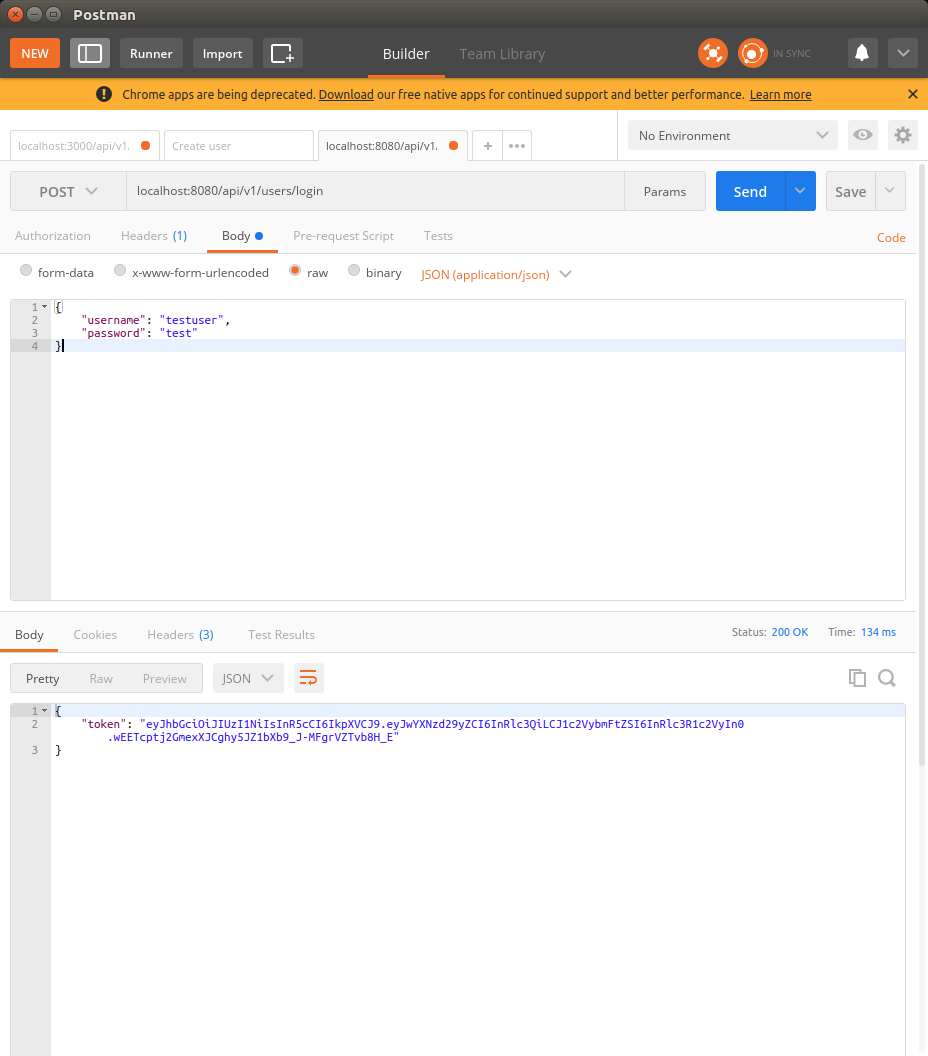 Postman
NEW Runner Import Builder Team Library IN SYNC
Chrome apps are being deprecated. Download our free native apps for continued support and better performance. Learn more
localhost:3000/api/v1. Create user localhost:8080/api/v1. + ••• No Environment
POST localhost:8080/api/v1/users/login Params Send Save
Authorization Headers (1) Body Pre-request Script Tests Code
form-data x-www-form-urlencoded raw binary JSON (application/json)
1 {
2 "username": "testuser",
3 "password": "test"
4 }
Body Cookies Headers (3) Test Results Status: 200 OK Time: 134 ms
Pretty Raw Preview JSON
1 {
2 "token": "eyJhbGciOiJIUzI1NiIsInR5cCI6IkpXVCJ9.eyJwYXNzd29yZCI6InRlc3QiLCJ1c2VybmFtZSI6InRlc3R1c2VyIn0
.wEETcptj2GmexXJCghy5JZ1bXb9_J-MFgrVZTvb8H_E"
3 }